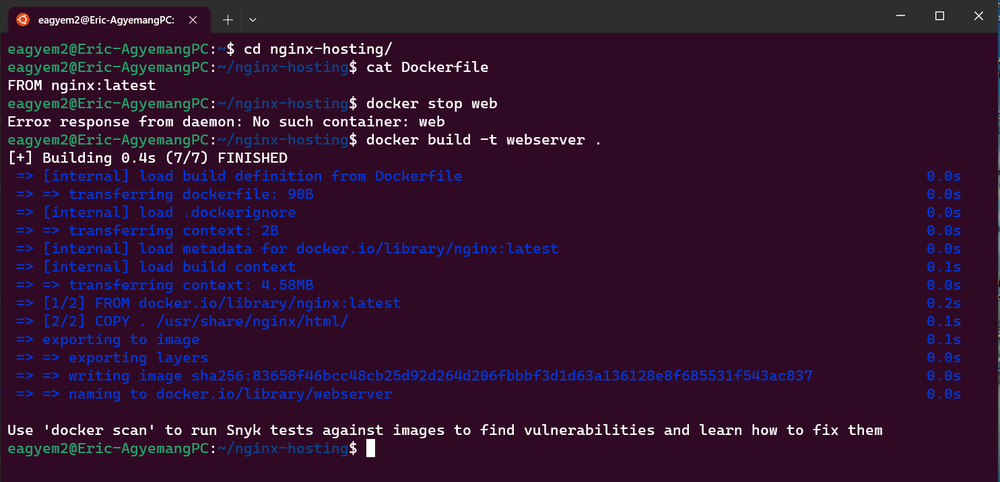 eagyem2@Eric-AgyemangPC:
eagyem2@Eric-AgyemangPC:~$ cd nginx-hosting/
eagyem2@Eric-AgyemangPC:~/nginx-hosting$ cat Dockerfile
FROM nginx:latest
eagyem2@Eric-AgyemangPC:~/nginx-hosting$ docker stop web
Error response from daemon: No such container: web
eagyem2@Eric-AgyemangPC:~/nginx-hosting$ docker build -t webserver .
[+] Building 0.4s (7/7) FINISHED
=> [internal] load build definition from Dockerfile 0.0s
=> => transferring dockerfile: 90B 0.0s
=> [internal] load .dockerignore 0.0s
=> => transferring context: 2B 0.0s
=> [internal] load metadata for docker.io/library/nginx:latest 0.0s
=> [internal] load build context 0.1s
=> => transferring context: 4.58MB 0.0s
=> [1/2] FROM docker.io/library/nginx:latest 0.2s
=> [2/2] COPY . /usr/share/nginx/html/ 0.1s
=> exporting to image 0.1s
=> => exporting layers 0.0s
=> => writing image sha256:83658f46bcc48cb25d92d264d206fbbbf3d1d63a136128e8f685531f543ac837 0.0s
=> => naming to docker.io/library/webserver 0.0s
Use 'docker scan' to run Snyk tests against images to find vulnerabilities and learn how to fix them
eagyem2@Eric-AgyemangPC:~/nginx-hosting$